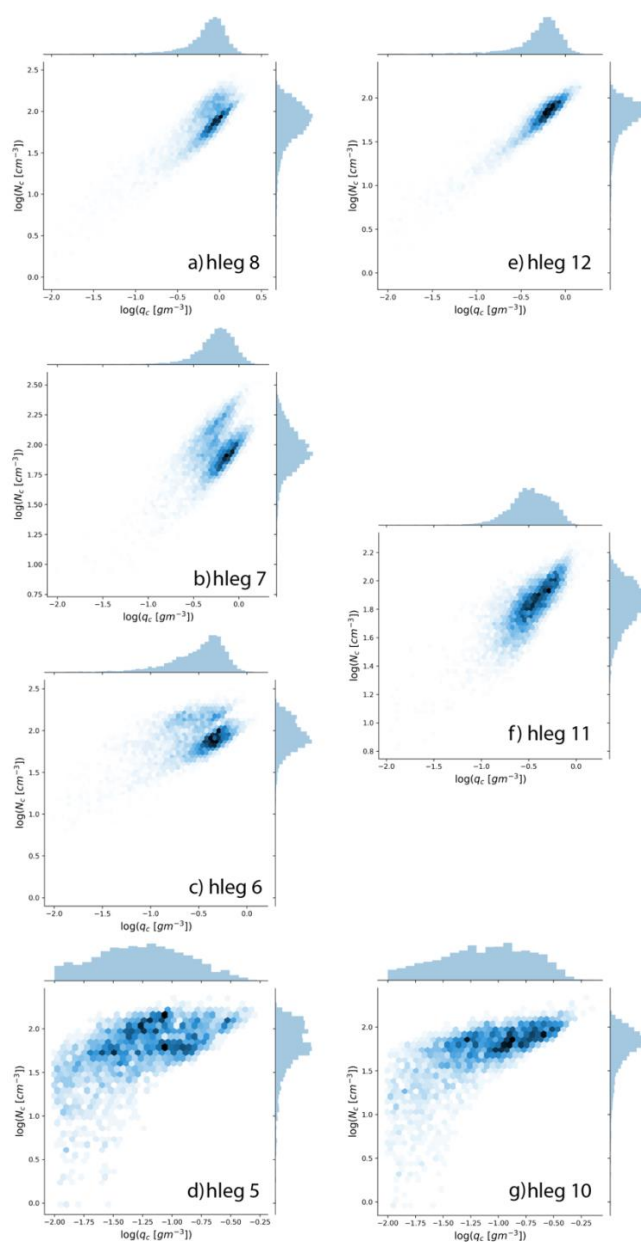 2.5
2.0
1.5
1.0
0.5
0.0
log(N_c [cm⁻³])
a) hleg 8
−2.0 −1.5 −1.0 −0.5 0.0 0.5
log(q_c [gm⁻³])
2.5
2.0
1.5
1.0
0.5
0.0
log(N_c [cm⁻³])
e) hleg 12
−2.0 −1.5 −1.0 −0.5 0.0
log(q_c [gm⁻³])
2.50
2.25
2.00
1.75
1.50
1.25
1.00
0.75
log(N_c [cm⁻³])
b) hleg 7
−2.0 −1.5 −1.0 −0.5 0.0
log(q_c [gm⁻³])
2.2
2.0
1.8
1.6
1.4
1.2
1.0
0.8
log(N_c [cm⁻³])
f) hleg 11
−2.0 −1.5 −1.0 −0.5 0.0
log(q_c [gm⁻³])
2.5
2.0
1.5
1.0
0.5
0.0
log(N_c [cm⁻³])
c) hleg 6
−2.0 −1.5 −1.0 −0.5 0.0
log(q_c [gm⁻³])
2.0
1.5
1.0
0.5
0.0
log(N_c [cm⁻³])
d) hleg 5
−2.00 −1.75 −1.50 −1.25 −1.00 −0.75 −0.50 −0.25
log(q_c [gm⁻³])
2.0
1.5
1.0
0.5
0.0
log(N_c [cm⁻³])
g) hleg 10
−2.00 −1.75 −1.50 −1.25 −1.00 −0.75 −0.50 −0.25
log(q_c [gm⁻³])